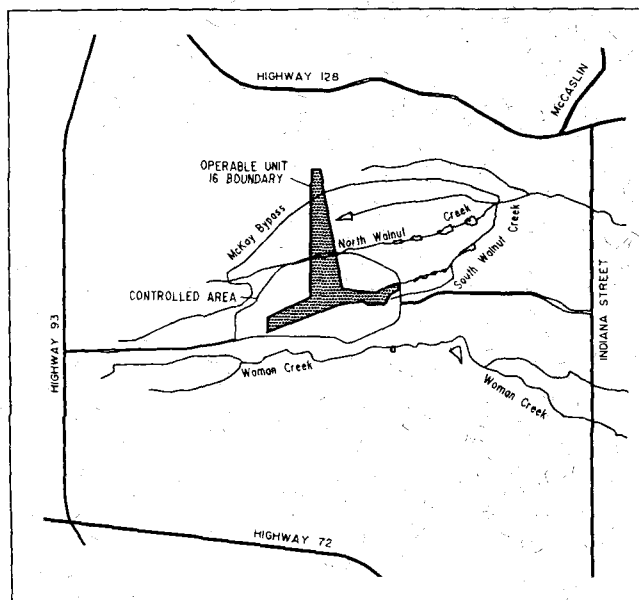 HIGHWAY 128
McCASLIN
OPERABLE UNIT
16 BOUNDARY
McKay Bypass
North Walnut
Creek
South Walnut Creek
CONTROLLED AREA
INDIANA STREET
HIGHWAY 93
Woman Creek
Woman Creek
HIGHWAY 72